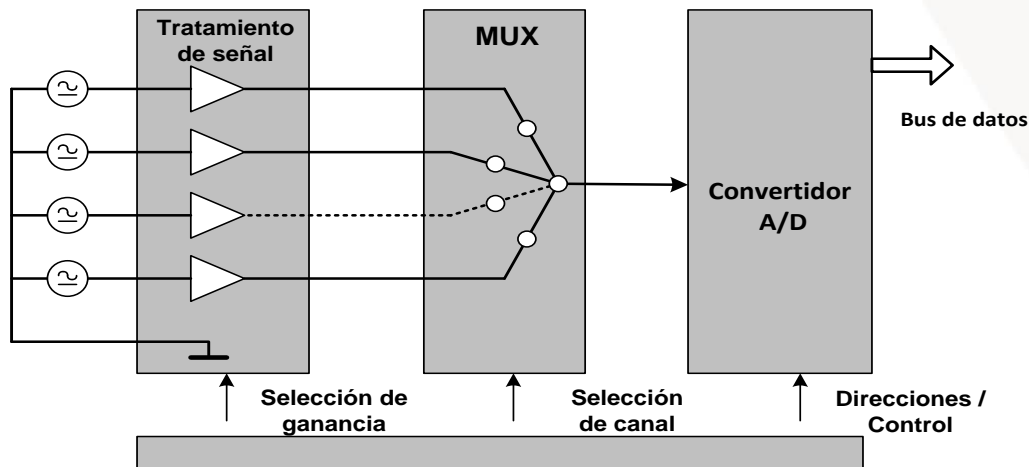 Tratamiento
de señal
MUX
Bus de datos
Convertidor
A/D
Selección de
ganancia
Selección
de canal
Direcciones /
Control